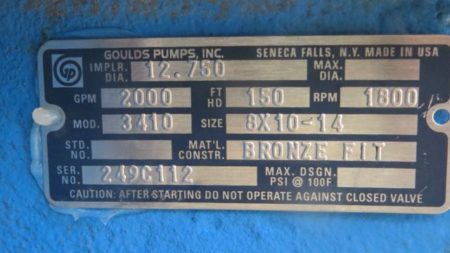 GOULDS PUMPS, INC. SENECA FALLS, N.Y. MADE IN USA
IMPLR. DIA. 12.750 MAX. DIA.
GPM 2000 FT HD 150 RPM 1800
MOD. 3410 SIZE 8X10-14
STD. NO. MAT'L. CONSTR. BRONZE FIT
SER. NO. 249C112 MAX. DSGN. PSI @ 100F
CAUTION: AFTER STARTING DO NOT OPERATE AGAINST CLOSED VALVE